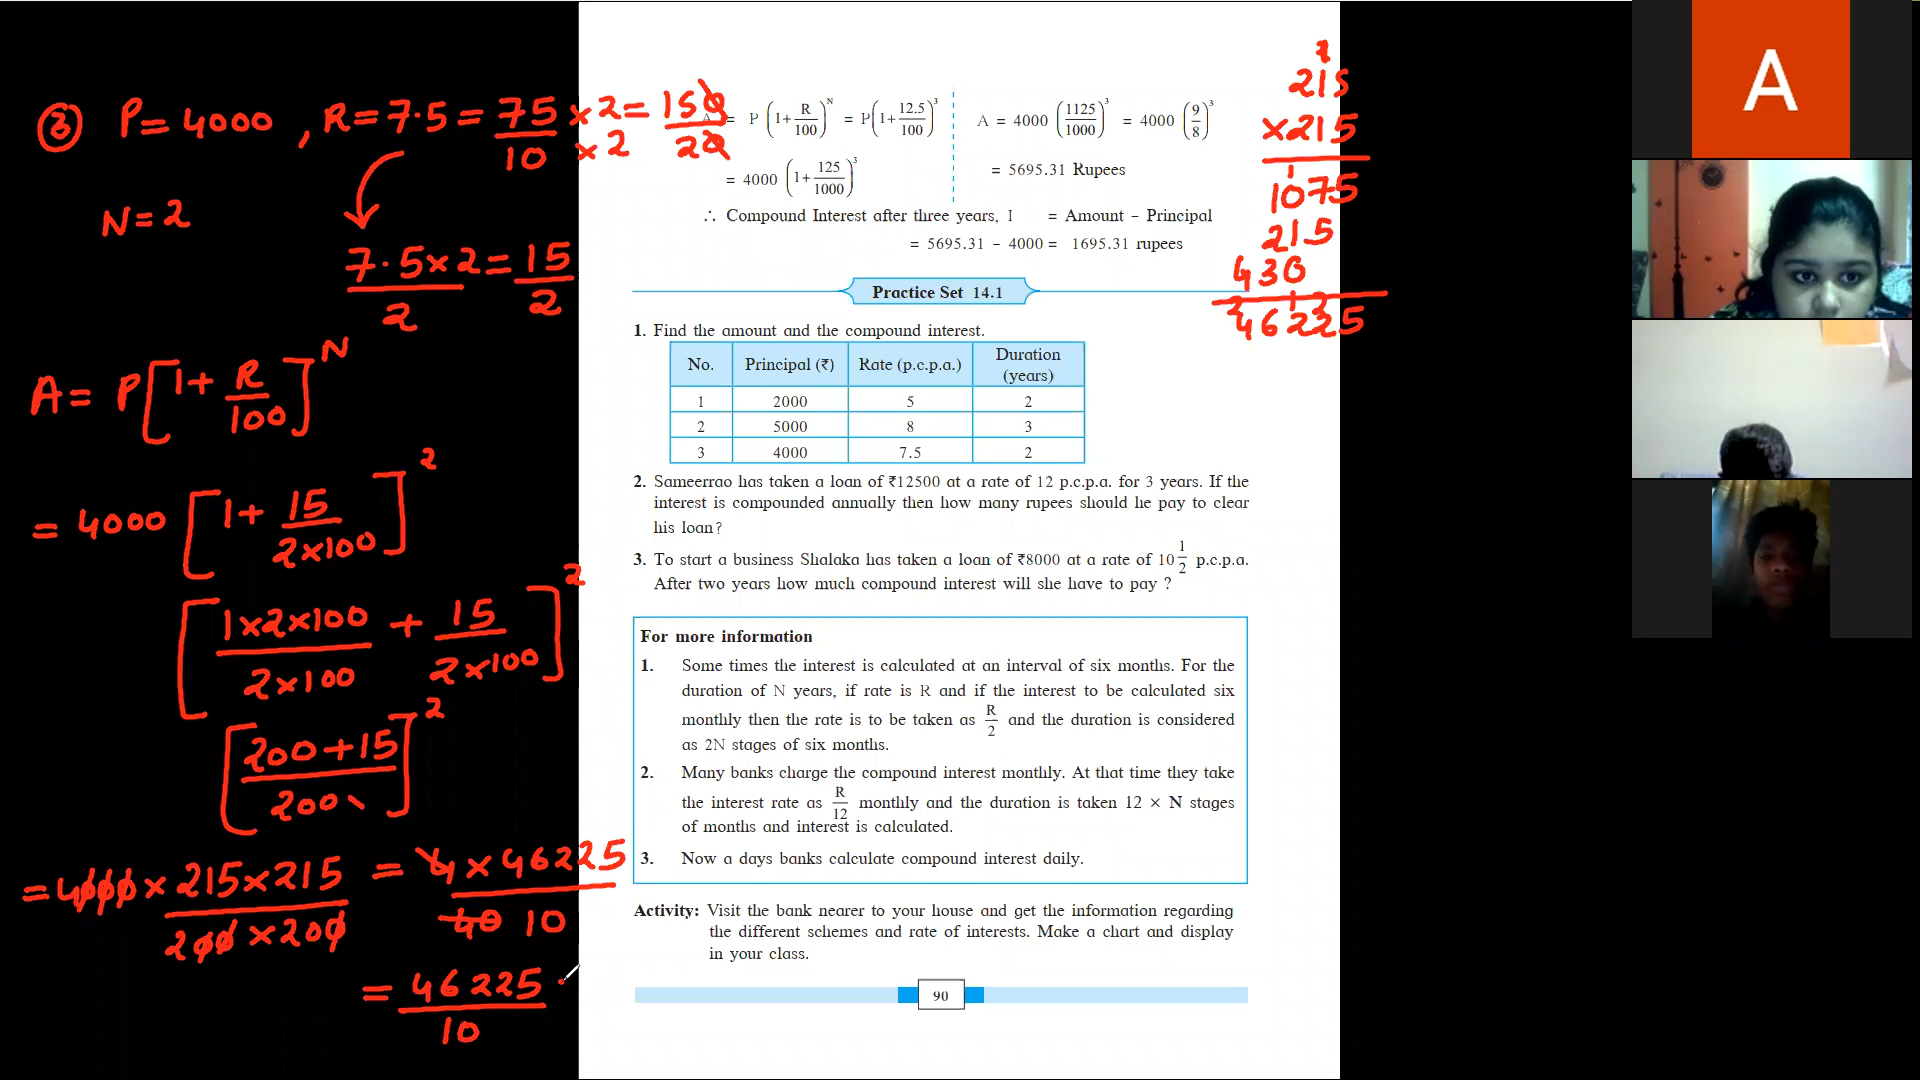 ③ P = 4000 , R = 7.5 = 75/10 × 2/× 2 = 150/20
N = 2
7.5×2/2 = 15/2
A = P[1 + R/100]^N
= 4000 [1 + 15/2×100]^2
[1×2×100/2×100 + 15/2×100]^2
[200+15/200]^2
= 4000 × 215×215/200×200 = 4×46225/40 10
= 46225/10
A = P (1+ R/100)^N = P(1+ 12.5/100)^3
= 4000 (1+ 125/1000)^3
A = 4000 (1125/1000)^3 = 4000 (9/8)^3
= 5695.31 Rupees
∴ Compound Interest after three years, I = Amount – Principal
= 5695.31 – 4000 = 1695.31 rupees
2
215
×215
1075
215
430
46225
Practice Set 14.1
1. Find the amount and the compound interest.
No. Principal (₹) Rate (p.c.p.a.) Duration (years)
1 2000 5 2
2 5000 8 3
3 4000 7.5 2
2. Sameerrao has taken a loan of ₹12500 at a rate of 12 p.c.p.a. for 3 years. If the
interest is compounded annually then how many rupees should he pay to clear
his loan?
3. To start a business Shalaka has taken a loan of ₹8000 at a rate of 10 1/2 p.c.p.a.
After two years how much compound interest will she have to pay ?
For more information
1. Some times the interest is calculated at an interval of six months. For the
duration of N years, if rate is R and if the interest to be calculated six
monthly then the rate is to be taken as R/2 and the duration is considered
as 2N stages of six months.
2. Many banks charge the compound interest monthly. At that time they take
the interest rate as R/12 monthly and the duration is taken 12 × N stages
of months and interest is calculated.
3. Now a days banks calculate compound interest daily.
Activity: Visit the bank nearer to your house and get the information regarding
the different schemes and rate of interests. Make a chart and display
in your class.
90
A